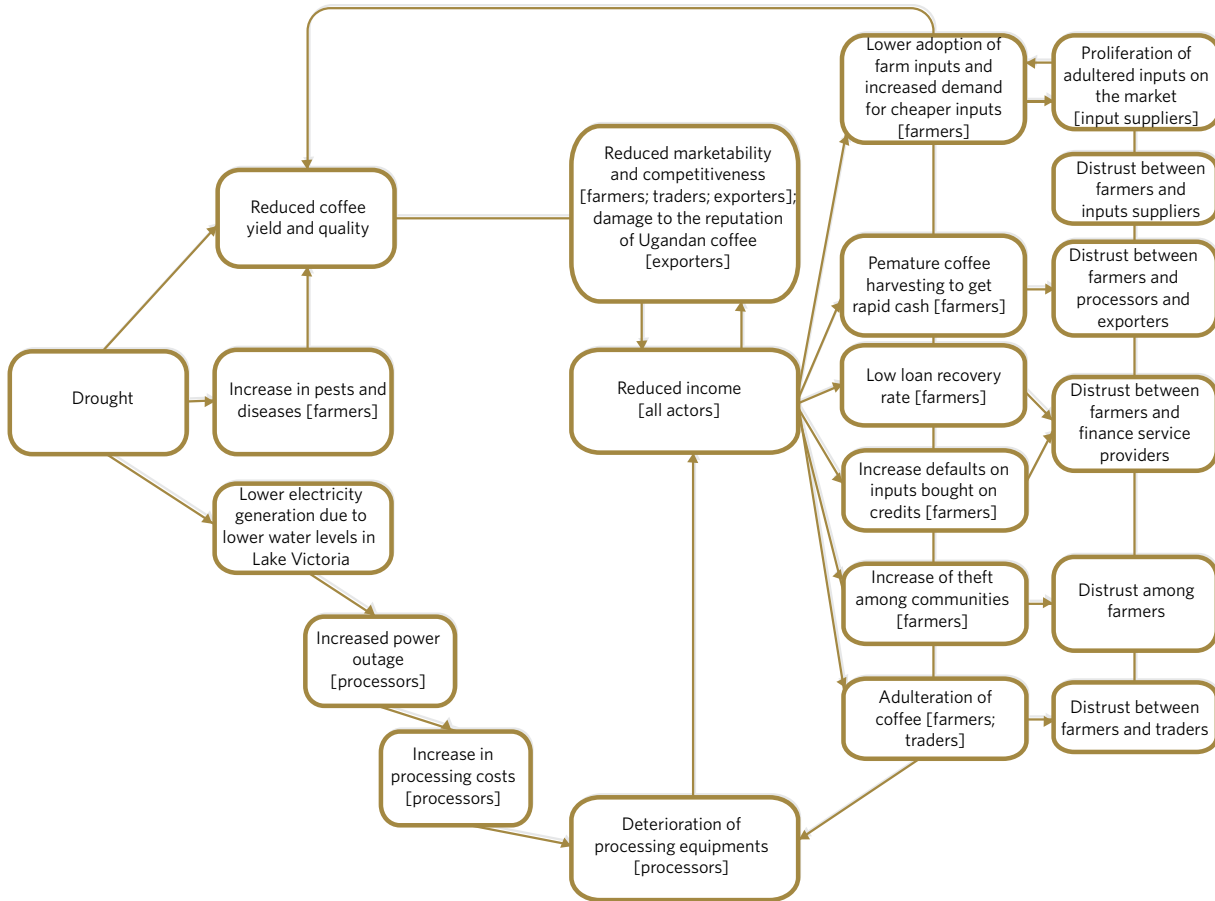 Lower adoption of
farm inputs and
increased demand
for cheaper inputs
[farmers]
Proliferation of
adultered inputs on
the market
[input suppliers]
Reduced marketability
and competitiveness
[farmers; traders; exporters];
damage to the reputation
of Ugandan coffee
[exporters]
Distrust between
farmers and
inputs suppliers
Reduced coffee
yield and quality
Pemature coffee
harvesting to get
rapid cash [farmers]
Distrust between
farmers and
processors and
exporters
Drought
Increase in pests and
diseases [farmers]
Reduced income
[all actors]
Low loan recovery
rate [farmers]
Distrust between
farmers and
finance service
providers
Lower electricity
generation due to
lower water levels in
Lake Victoria
Increase defaults on
inputs bought on
credits [farmers]
Increase of theft
among communities
[farmers]
Distrust among
farmers
Increased power
outage
[processors]
Adulteration of
coffee [farmers;
traders]
Distrust between
farmers and traders
Increase in
processing costs
[processors]
Deterioration of
processing equipments
[processors]